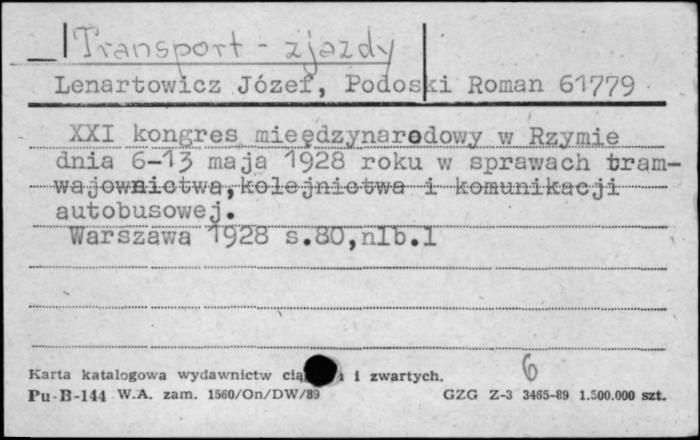 Transport - zjazdy
Lenartowicz Józef, Podoski Roman 61779
XXI kongres mieędzynarodowy w Rzymie
dnia 6-13 maja 1928 roku w sprawach tram-
wajownictwa, kolejnictwa i komunikacji
autobusowej.
Warszawa 1928 s.80,nlb.1
6
Karta katalogowa wydawnictw i zwartych.
Pu-B-144 W.A. zam. 1560/On/DW/89 GZG Z-3 3465-89 1.500.000 szt.